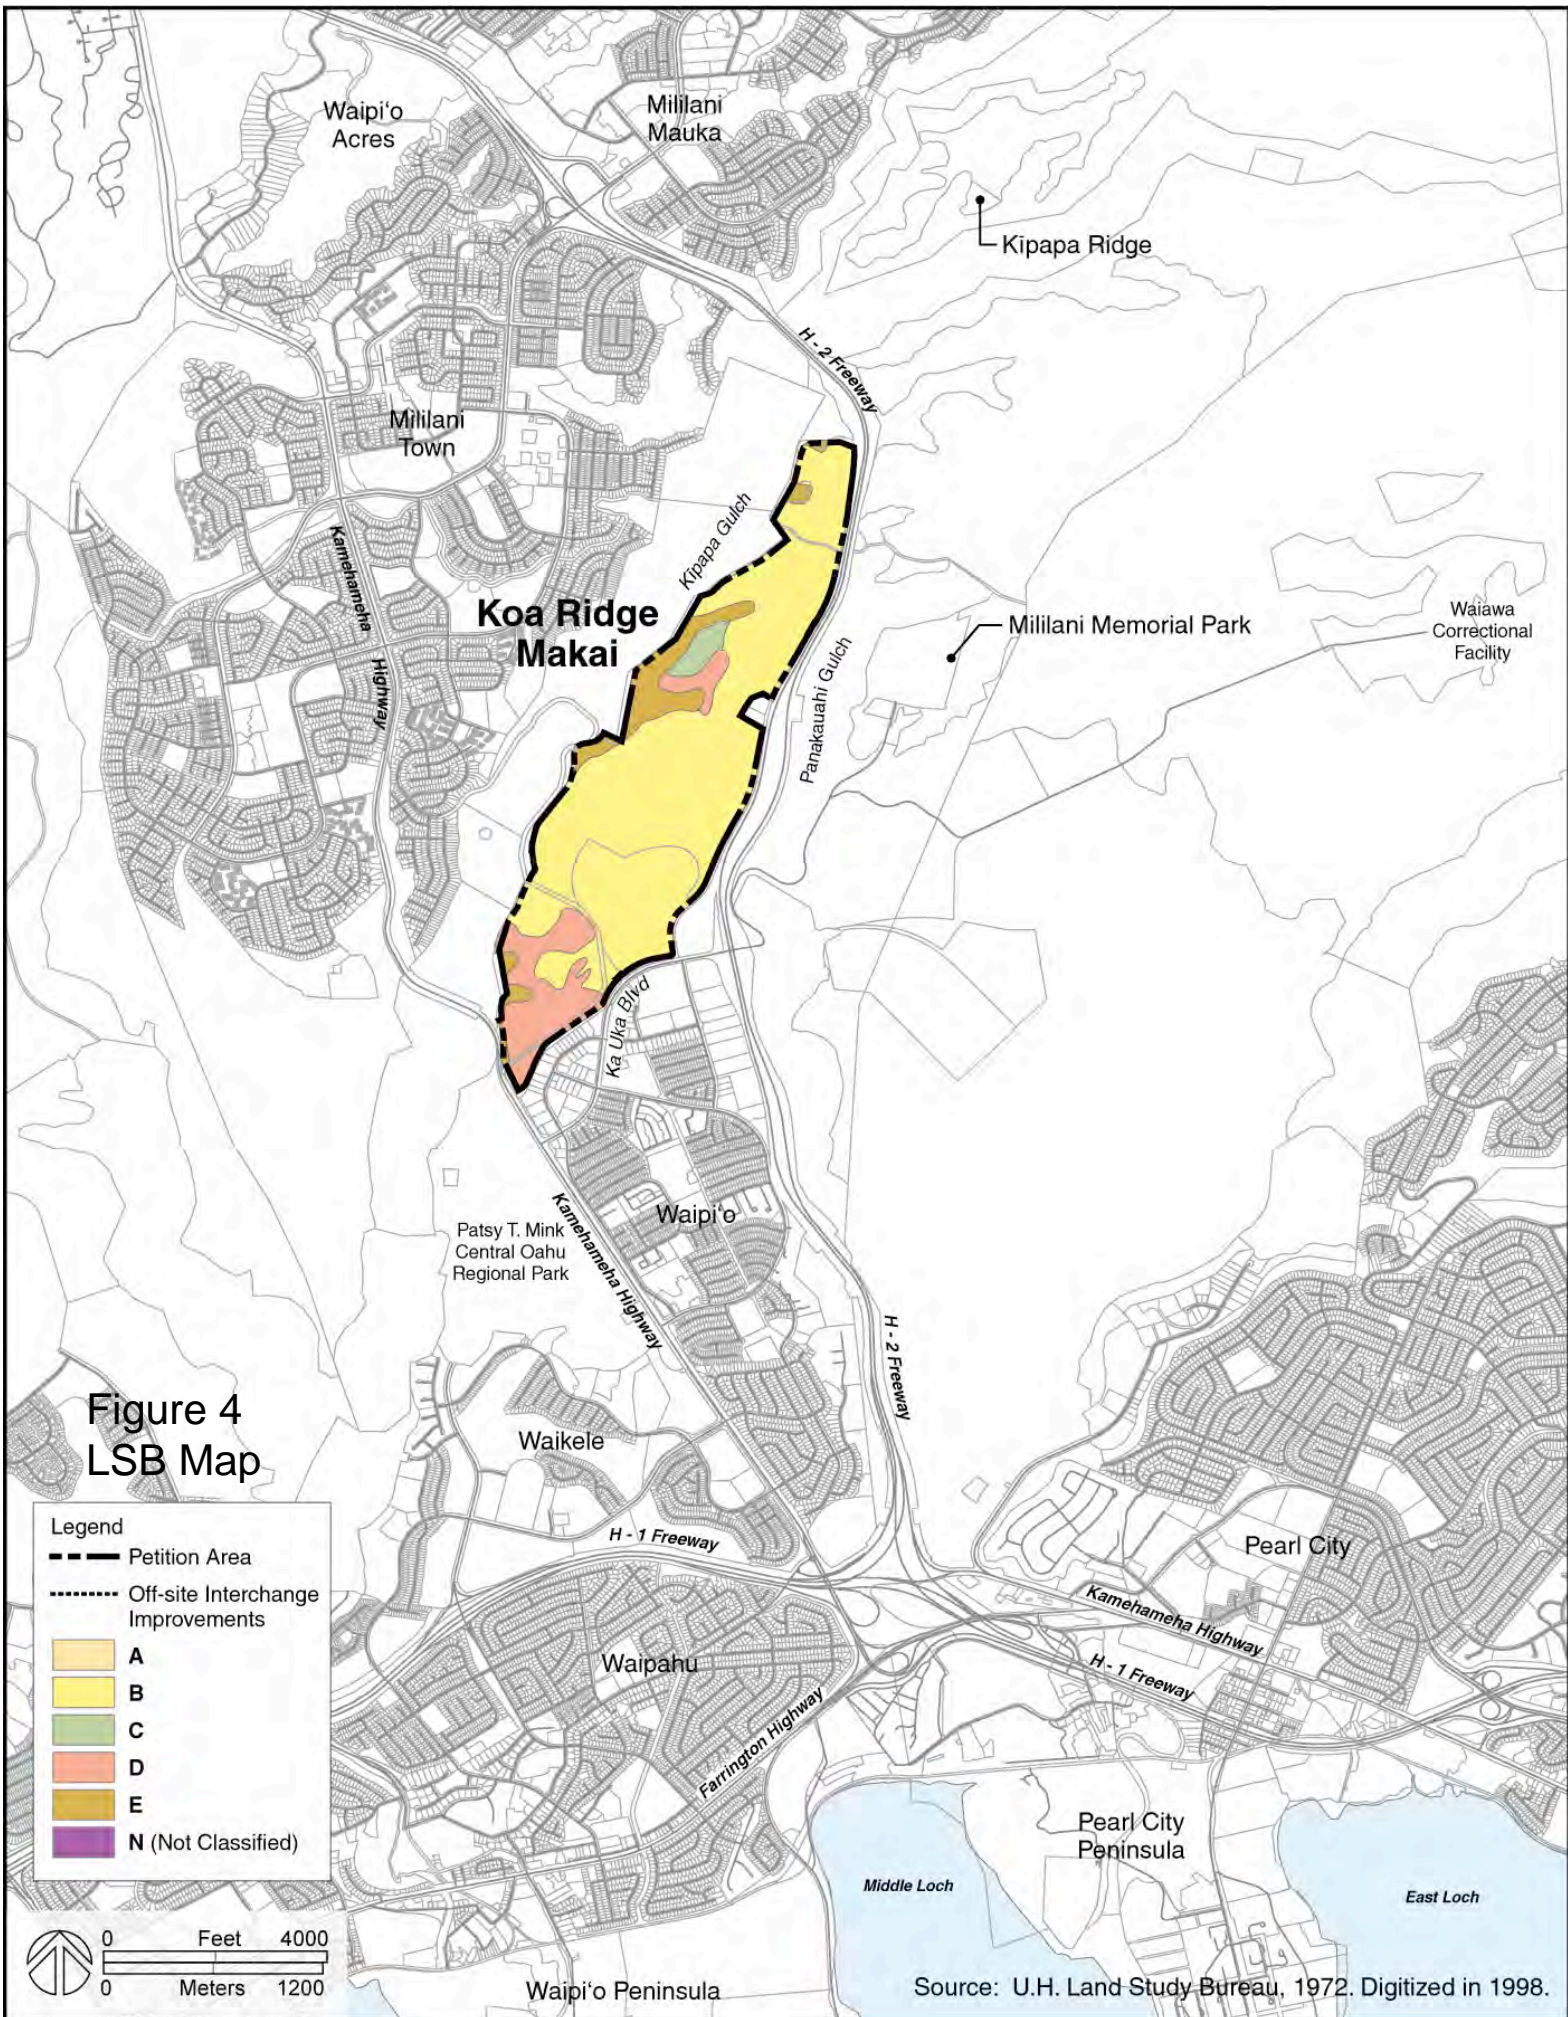 Waipi‘o
Acres
Mililani
Mauka
Kīpapa Ridge
H - 2 Freeway
Mililani
Town
Kīpapa Gulch
Kamehameha
Highway
Koa Ridge
Makai
Mililani Memorial Park
Waiawa
Correctional
Facility
Panakauahi Gulch
Ka Uka Blvd
Kamehameha Highway
Patsy T. Mink
Central Oahu
Regional Park
Waipi‘o
H - 2 Freeway
Figure 4
LSB Map
Waikele
H - 1 Freeway
Pearl City
Kamehameha Highway
H - 1 Freeway
Waipahu
Farrington Highway
Legend
Petition Area
Off-site Interchange
Improvements
A
B
C
D
E
N (Not Classified)
Pearl City
Peninsula
Middle Loch
East Loch
0 Feet 4000
0 Meters 1200
Waipi‘o Peninsula
Source: U.H. Land Study Bureau, 1972. Digitized in 1998.